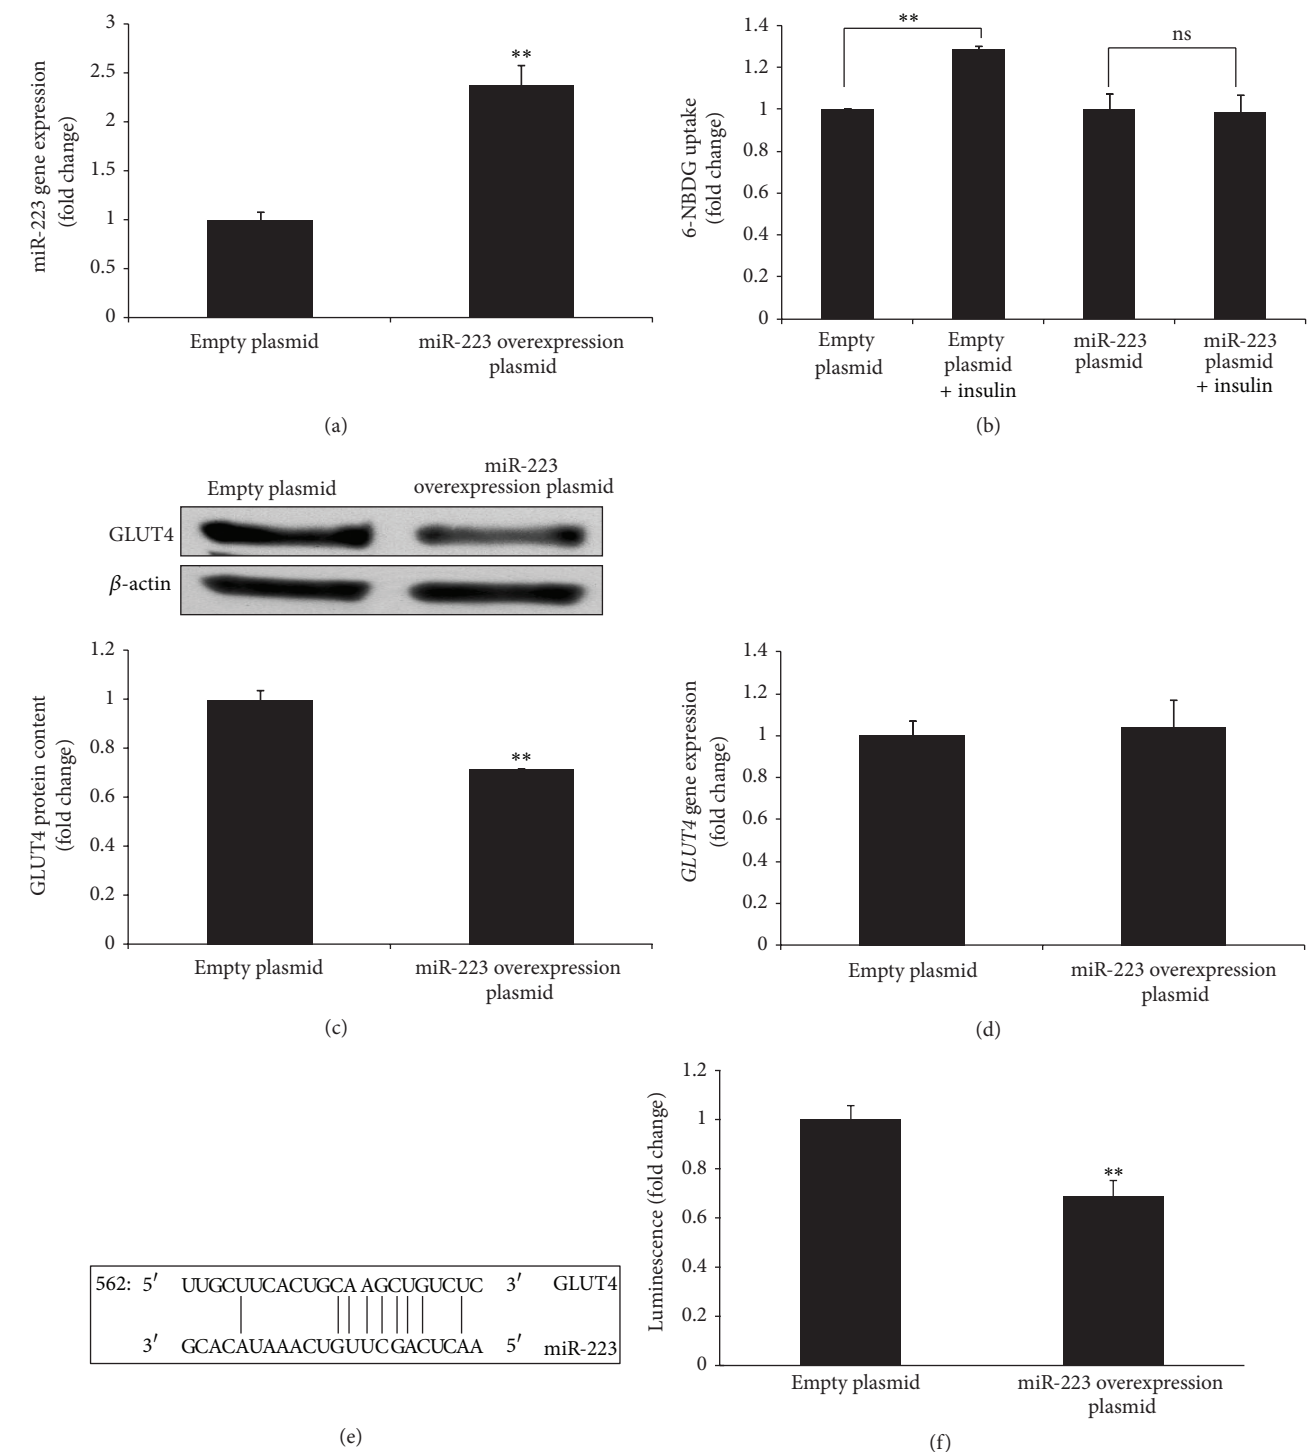 3
2.5
2
1.5
1
0.5
0
miR-223 gene expression
(fold change)
**
Empty plasmid
miR-223 overexpression
plasmid
(a)
1.4
1.2
1
0.8
0.6
0.4
0.2
0
6-NBDG uptake
(fold change)
**
ns
Empty
plasmid
Empty
plasmid
+ insulin
miR-223
plasmid
miR-223
plasmid
+ insulin
(b)
Empty plasmid
miR-223
overexpression plasmid
GLUT4
β-actin
1.2
1
0.8
0.6
0.4
0.2
0
GLUT4 protein content
(fold change)
**
Empty plasmid
miR-223 overexpression
plasmid
(c)
1.4
1.2
1
0.8
0.6
0.4
0.2
0
GLUT4 gene expression
(fold change)
Empty plasmid
miR-223 overexpression
plasmid
(d)
562: 5′ UUGCUUCACUGCA AGCUGUCUC 3′ GLUT4
3′ GCACAUAAACUGUUCGACUCAA 5′ miR-223
(e)
1.2
1
0.8
0.6
0.4
0.2
0
Luminescence (fold change)
**
Empty plasmid
miR-223 overexpression
plasmid
(f)